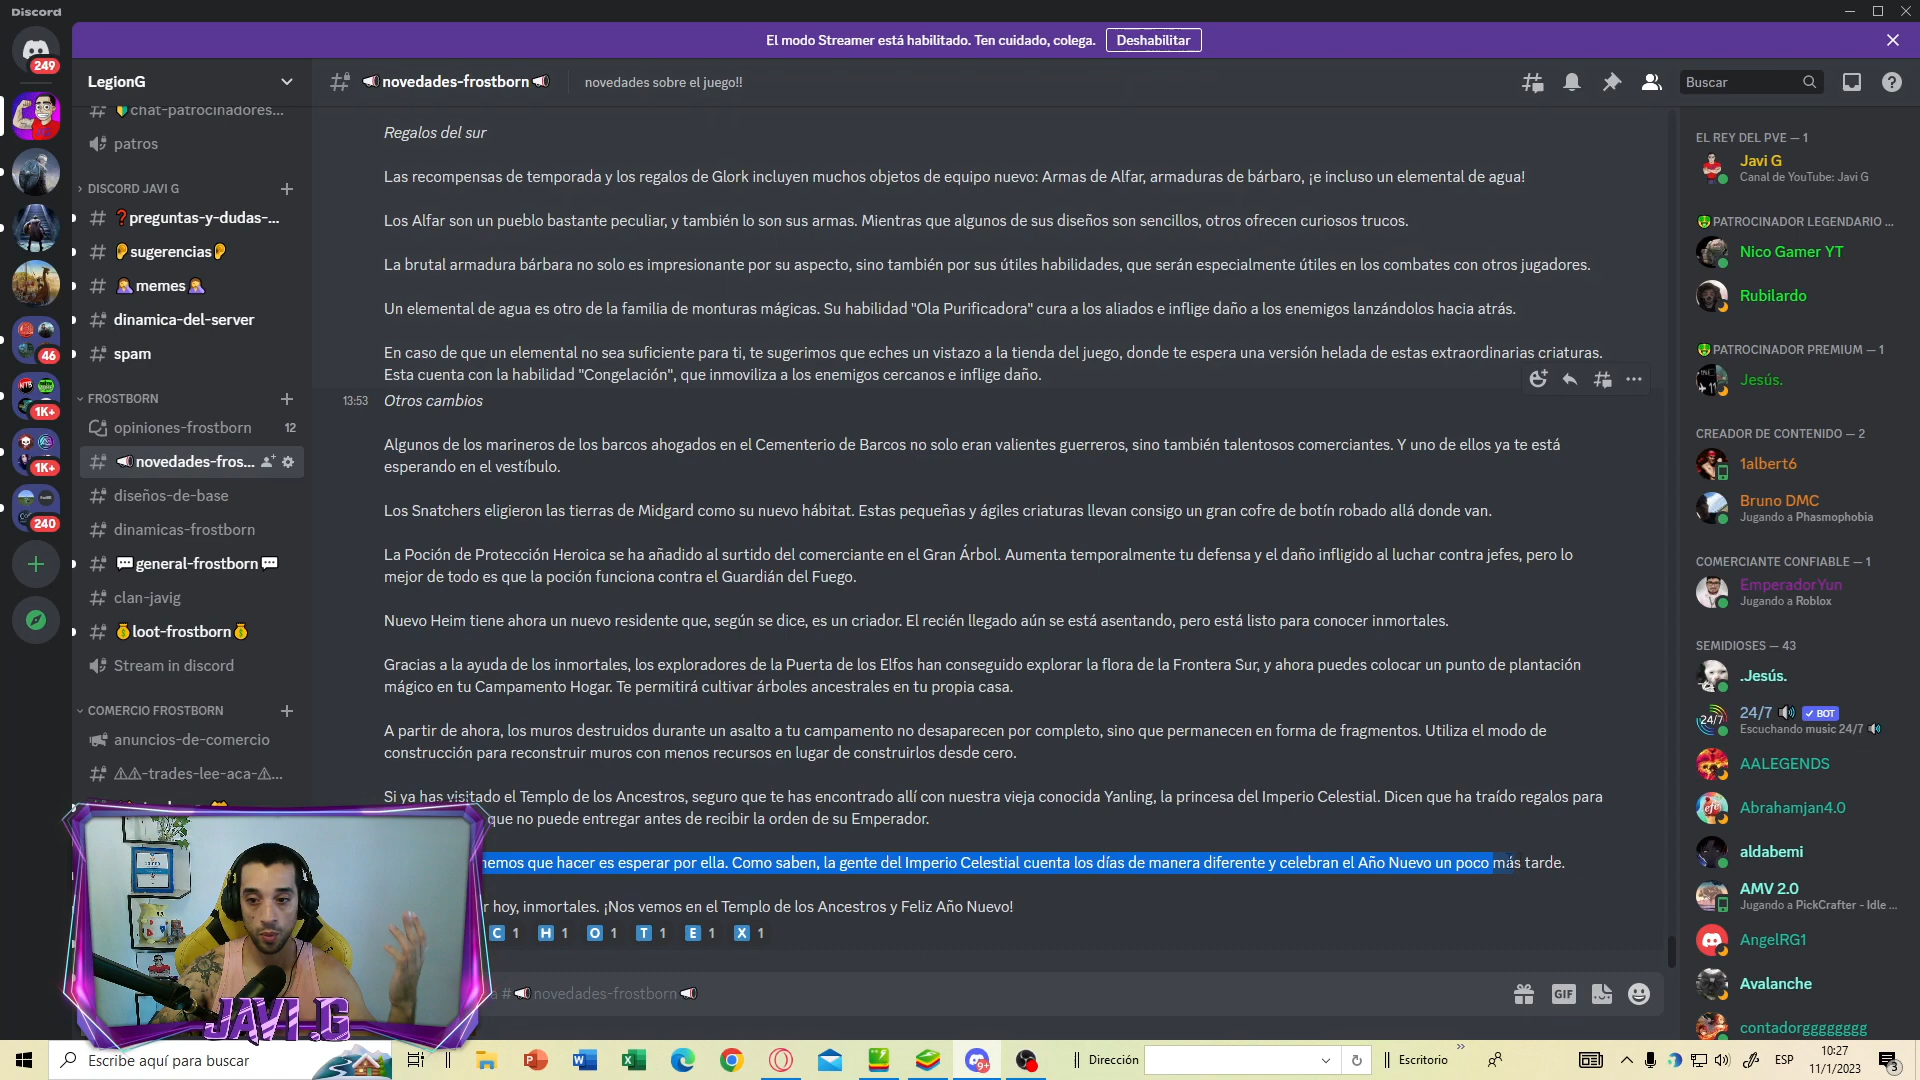 Discord
El modo Streamer está habilitado. Ten cuidado, colega.
Deshabilitar
249
46
1K+
1K+
240
LegionG
chat-patrocinadores...
patros
DISCORD JAVI G
preguntas-y-dudas-...
sugerencias
memes
dinamica-del-server
spam
FROSTBORN
opiniones-frostborn 12
novedades-fros...
diseños-de-base
dinamicas-frostborn
general-frostborn
clan-javig
loot-frostborn
Stream in discord
COMERCIO FROSTBORN
anuncios-de-comercio
-trades-lee-aca-
novedades-frostborn
novedades sobre el juego!!
Buscar
Regalos del sur
Las recompensas de temporada y los regalos de Glork incluyen muchos objetos de equipo nuevo: Armas de Alfar, armaduras de bárbaro, ¡e incluso un elemental de agua!
Los Alfar son un pueblo bastante peculiar, y también lo son sus armas. Mientras que algunos de sus diseños son sencillos, otros ofrecen curiosos trucos.
La brutal armadura bárbara no solo es impresionante por su aspecto, sino también por sus útiles habilidades, que serán especialmente útiles en los combates con otros jugadores.
Un elemental de agua es otro de la familia de monturas mágicas. Su habilidad "Ola Purificadora" cura a los aliados e inflige daño a los enemigos lanzándolos hacia atrás.
En caso de que un elemental no sea suficiente para ti, te sugerimos que eches un vistazo a la tienda del juego, donde te espera una versión helada de estas extraordinarias criaturas.
Esta cuenta con la habilidad "Congelación", que inmoviliza a los enemigos cercanos e inflige daño.
13:53 Otros cambios
Algunos de los marineros de los barcos ahogados en el Cementerio de Barcos no solo eran valientes guerreros, sino también talentosos comerciantes. Y uno de ellos ya te está
esperando en el vestíbulo.
Los Snatchers eligieron las tierras de Midgard como su nuevo hábitat. Estas pequeñas y ágiles criaturas llevan consigo un gran cofre de botín robado allá donde van.
La Poción de Protección Heroica se ha añadido al surtido del comerciante en el Gran Árbol. Aumenta temporalmente tu defensa y el daño infligido al luchar contra jefes, pero lo
mejor de todo es que la poción funciona contra el Guardián del Fuego.
Nuevo Heim tiene ahora un nuevo residente que, según se dice, es un criador. El recién llegado aún se está asentando, pero está listo para conocer inmortales.
Gracias a la ayuda de los inmortales, los exploradores de la Puerta de los Elfos han conseguido explorar la flora de la Frontera Sur, y ahora puedes colocar un punto de plantación
mágico en tu Campamento Hogar. Te permitirá cultivar árboles ancestrales en tu propia casa.
A partir de ahora, los muros destruidos durante un asalto a tu campamento no desaparecen por completo, sino que permanecen en forma de fragmentos. Utiliza el modo de
construcción para reconstruir muros con menos recursos en lugar de construirlos desde cero.
Si ya has visitado el Templo de los Ancestros, seguro que te has encontrado allí con nuestra vieja conocida Yanling, la princesa del Imperio Celestial. Dicen que ha traído regalos para
que no puede entregar antes de recibir la orden de su Emperador.
nemos que hacer es esperar por ella. Como saben, la gente del Imperio Celestial cuenta los días de manera diferente y celebran el Año Nuevo un poco más tarde.
r hoy, inmortales. ¡Nos vemos en el Templo de los Ancestros y Feliz Año Nuevo!
C 1 H 1 O 1 T 1 E 1 X 1
a # novedades-frostborn
GIF
JAVI.G
EL REY DEL PVE — 1
Javi G
Canal de YouTube: Javi G
PATROCINADOR LEGENDARIO ...
Nico Gamer YT
Rubilardo
PATROCINADOR PREMIUM — 1
Jesús.
CREADOR DE CONTENIDO — 2
1albert6
Bruno DMC
Jugando a Phasmophobia
COMERCIANTE CONFIABLE — 1
EmperadorYun
Jugando a Roblox
SEMIDIOSES — 43
.Jesús.
24/7
24/7 BOT
Escuchando music 24/7
AALEGENDS
Abrahamjan4.0
aldabemi
AMV 2.0
Jugando a PickCrafter - Idle ...
AngelRG1
Avalanche
contadorgggggggg
Escribe aquí para buscar
9+
Dirección
Escritorio
ESP
10:27
11/1/2023
3